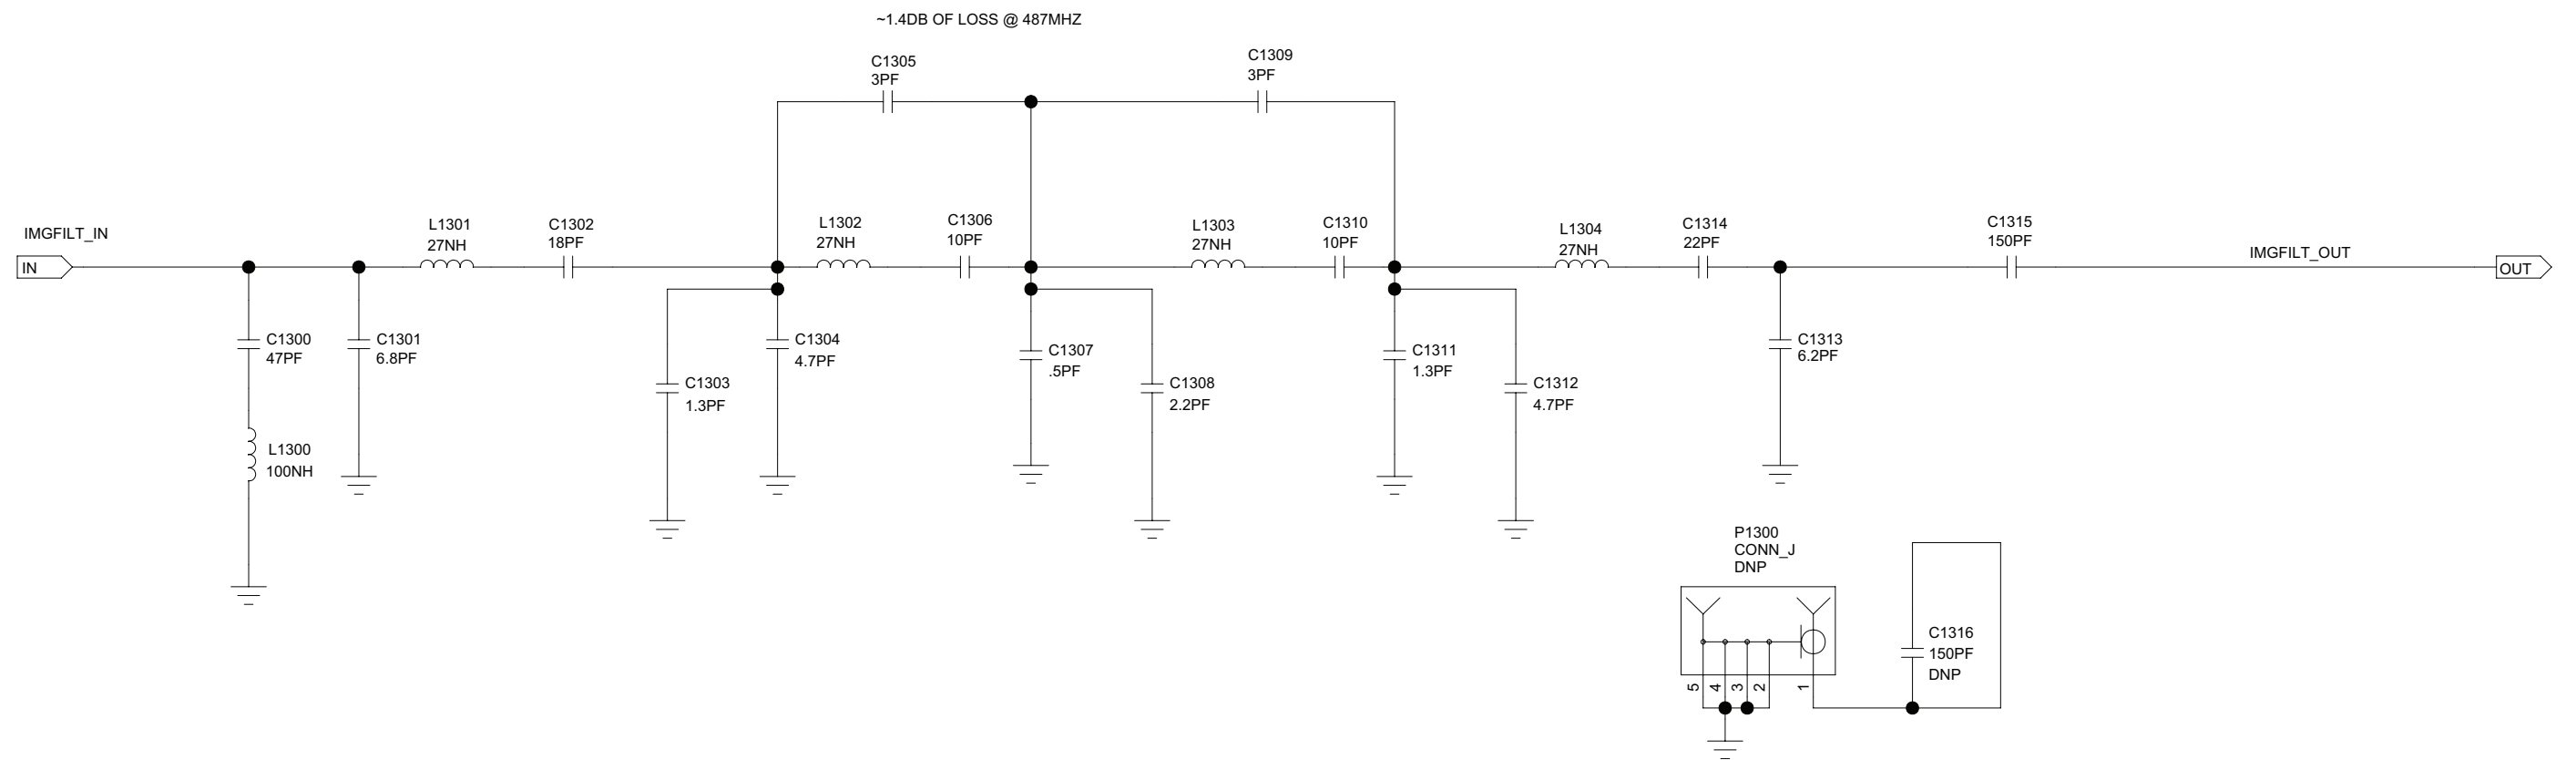 ~1.4DB OF LOSS @ 487MHZ
C1305
3PF
C1309
3PF
IMGFILT_IN
IN
L1301
27NH
C1302
18PF
L1302
27NH
C1306
10PF
L1303
27NH
C1310
10PF
L1304
27NH
C1314
22PF
C1315
150PF
IMGFILT_OUT
OUT
C1300
47PF
C1301
6.8PF
C1304
4.7PF
C1307
.5PF
C1311
1.3PF
C1313
6.2PF
C1303
1.3PF
C1308
2.2PF
C1312
4.7PF
L1300
100NH
P1300
CONN_J
DNP
5
4
3
2
1
C1316
150PF
DNP